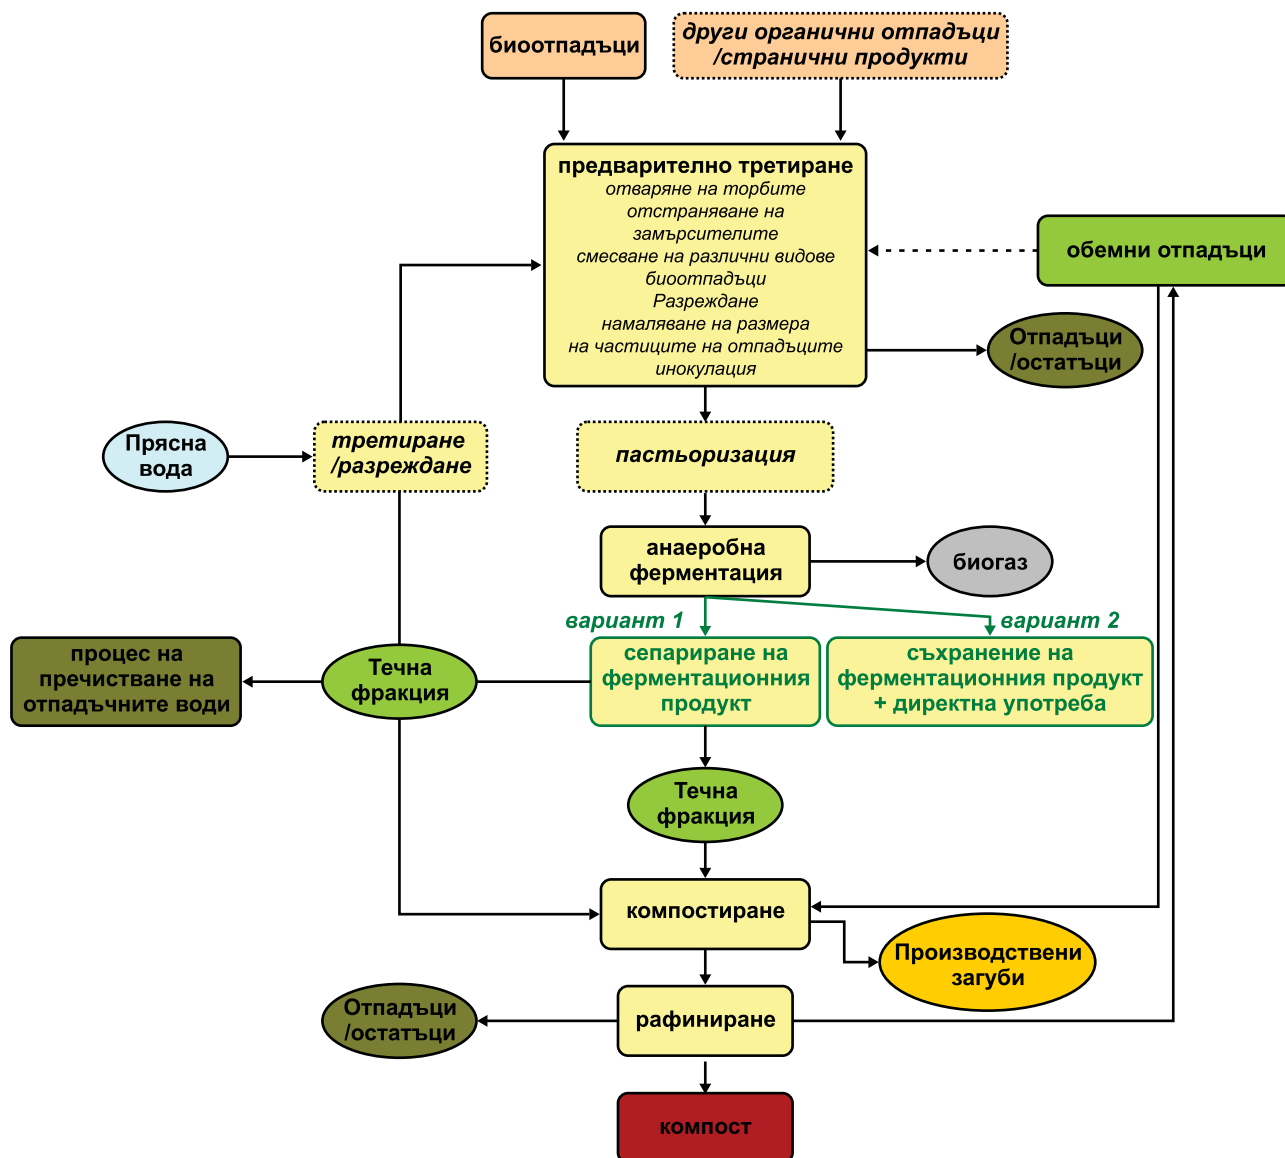 биоотпадъци
други органични отпадъци
/странични продукти
предварително третиране
отваряне на торбите
отстраняване на
замърсителите
смесване на различни видове
биоотпадъци
Разреждане
намаляване на размера
на частиците на отпадъците
инокулация
обемни отпадъци
Отпадъци
/остатъци
Прясна
вода
третиране
/разреждане
пастьоризация
анаеробна
ферментация
биогаз
вариант 1
вариант 2
процес на
пречистване на
отпадъчните води
Течна
фракция
сепариране на
ферментационния
продукт
съхранение на
ферментационния продукт
+ директна употреба
Течна
фракция
компостиране
Производствени
загуби
Отпадъци
/остатъци
рафиниране
компост